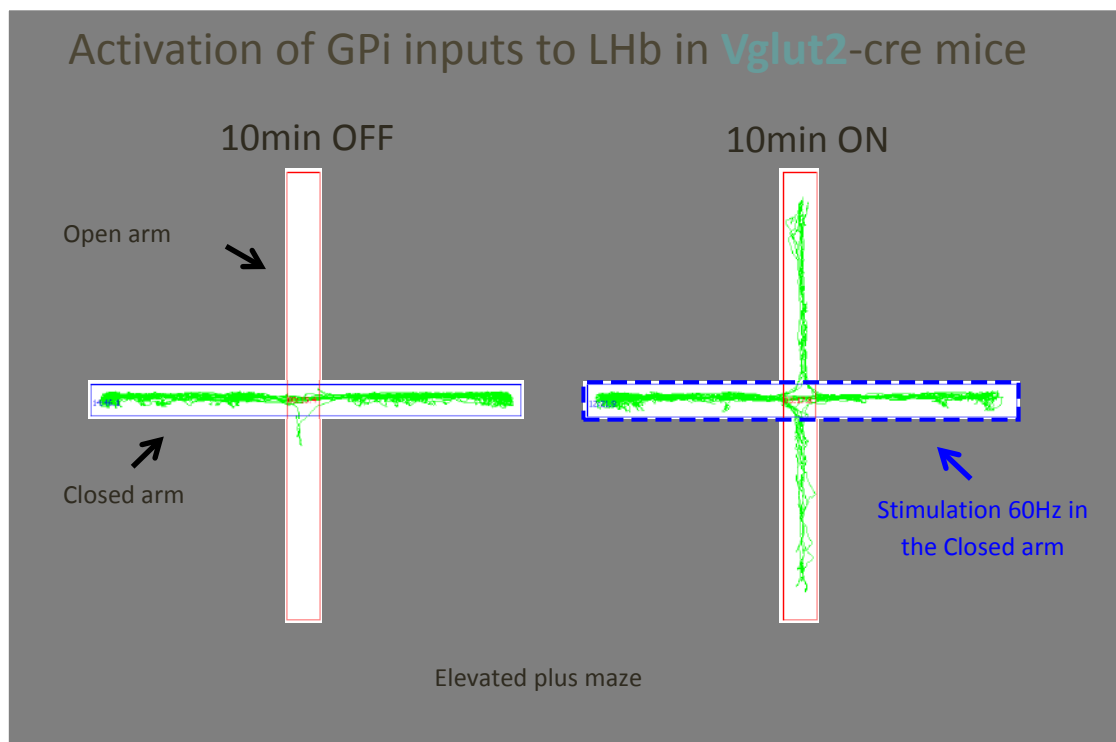 Activation of GPi inputs to LHb in Vglut2-cre mice
10min OFF
10min ON
Open arm
Closed arm
Stimulation 60Hz in
the Closed arm
Elevated plus maze